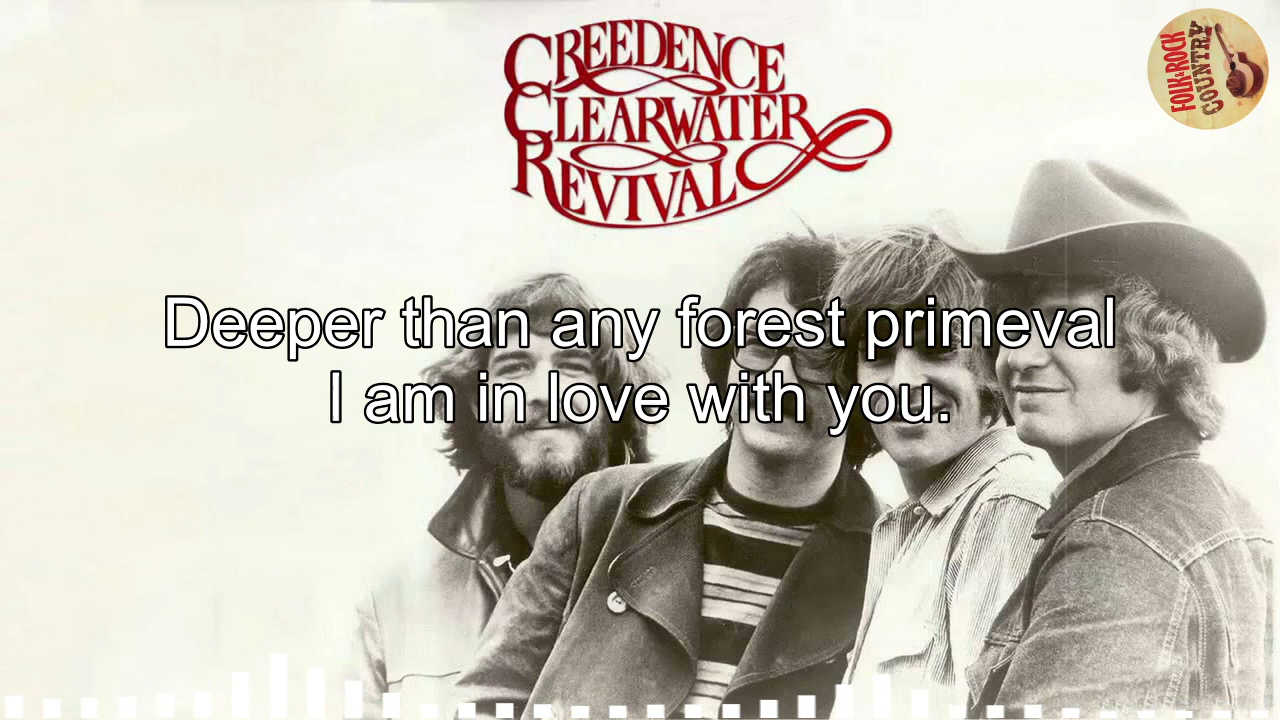 CREEDENCE
CLEARWATER
REVIVAL
FOLK & ROCK
COUNTRY
Deeper than any forest primeval
I am in love with you.